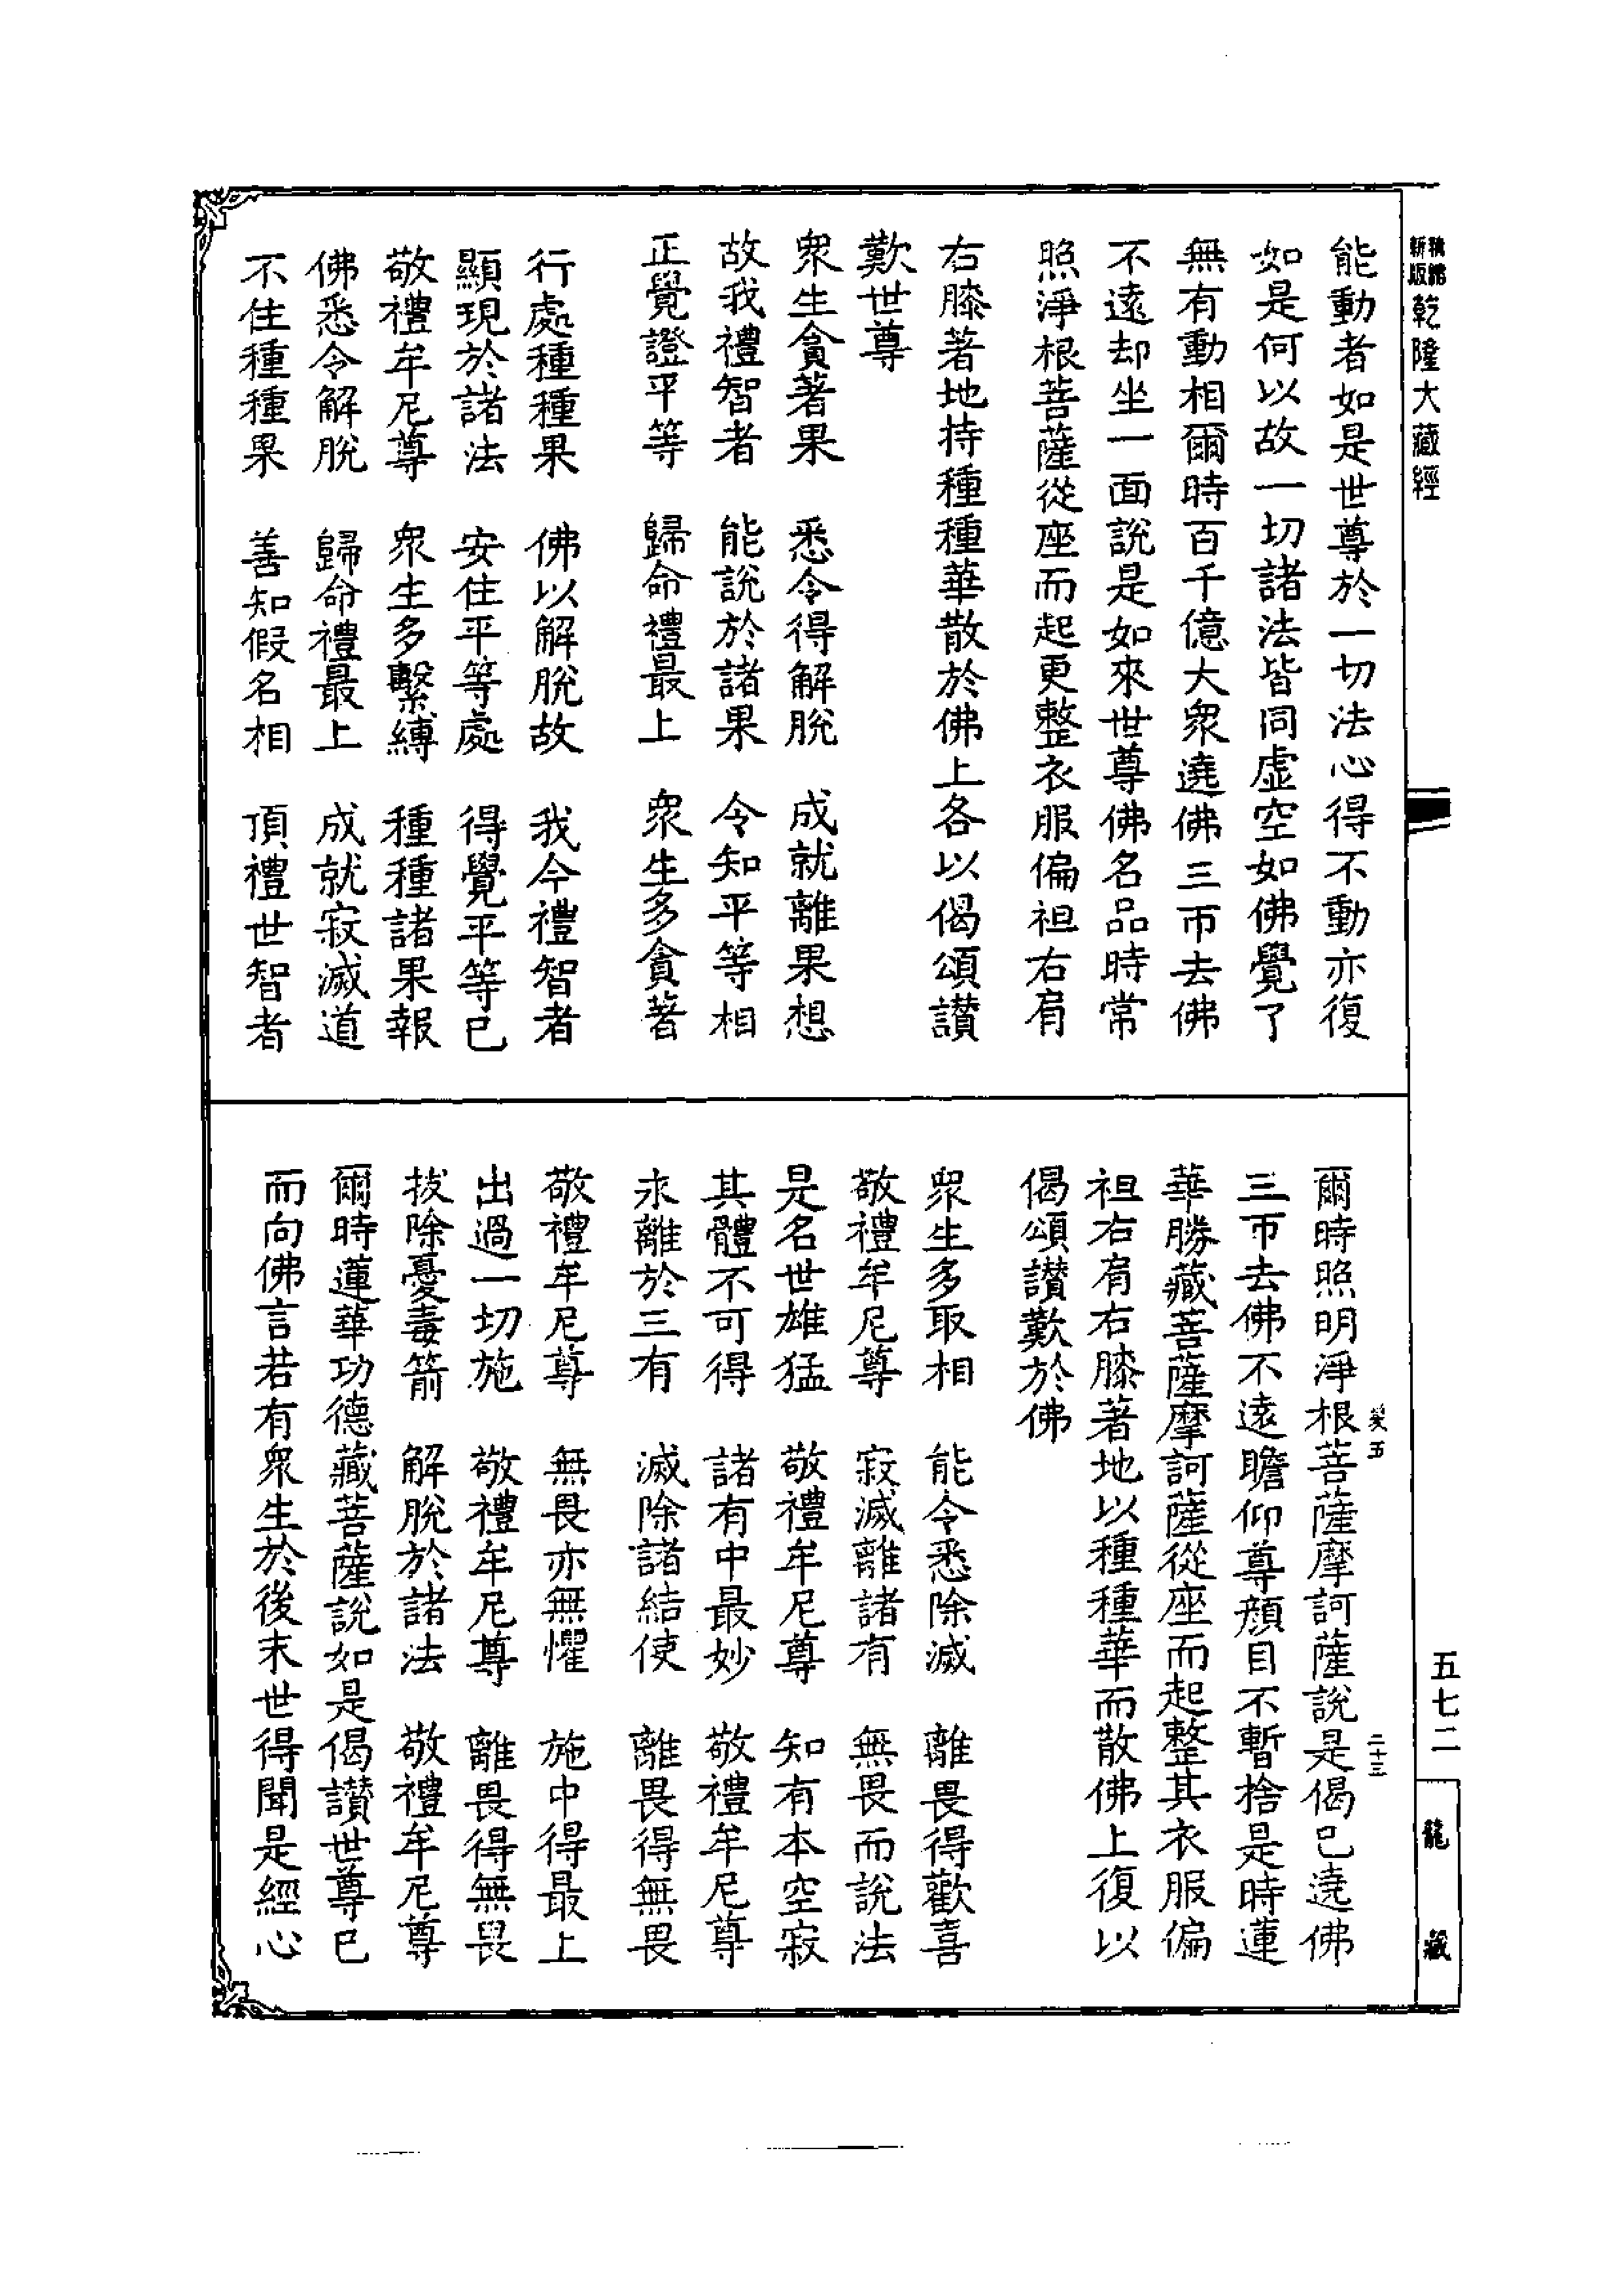 新版
乾隆大藏經
能動者如是世尊於一切法心得不動亦復
如是何以故一切諸法皆同虛空如佛覺了
無有動相爾時百千億大衆遶佛三帀去佛
不遠却坐一面說是如來世尊佛名品時常
照淨根菩薩從座而起更整衣服偏袒右肩
右膝著地持種種華散於佛上各以偈頌讃
歎世尊
衆生貪著果　悉令得解脫　成就離果想
故我禮智者　能說於諸果　令知平等相
正覺證平等　歸命禮最上　衆生多貪著
行處種種果　佛以解脫故　我今禮智者
顯現於諸法　安住平等處　得覺平等已
敬禮牟尼尊　衆生多繫縛　種種諸果報
佛悉令解脫　歸命禮最上　成就寂滅道
不住種種果　善知假名相　頂禮世智者
爾時照明淨根菩薩摩訶薩說是偈已遶佛
三帀去佛不遠瞻仰尊顏目不暫捨是時蓮
華勝藏菩薩摩訶薩從座而起整其衣服偏
袒右肩右膝著地以種種華而散佛上復以
偈頌讃歎於佛
衆生多取相　能令悉除滅　離畏得歡喜
敬禮牟尼尊　寂滅離諸有　無畏而說法
是名世雄猛　敬禮牟尼尊　知有本空寂
其體不可得　諸有中最妙　敬禮牟尼尊
永離於三有　滅除諸結使　離畏得無畏
敬禮牟尼尊　無畏亦無懼　施中得最上
出過一切施　敬禮牟尼尊　離畏得無畏
拔除憂毒箭　解脫於諸法　敬禮牟尼尊
爾時蓮華功德藏菩薩說如是偈讃世尊已
而向佛言若有衆生於後末世得聞是經心
五
二十三
五七二
龍藏